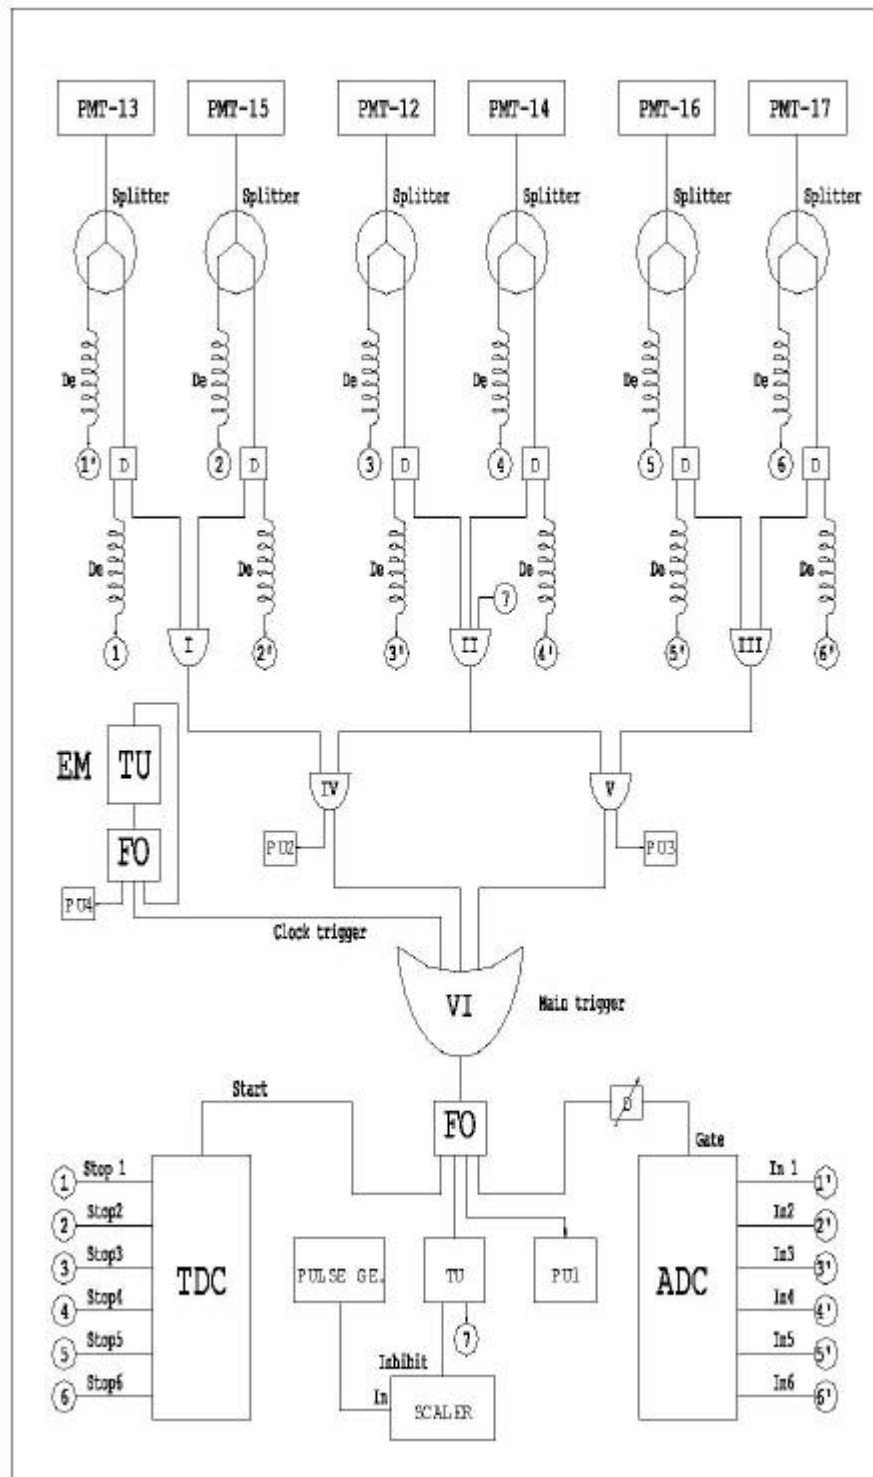 PMT-13 PMT-15 PMT-12 PMT-14 PMT-16 PMT-17
Splitter Splitter Splitter Splitter Splitter Splitter
De De De De De De
1' D 2 D 3 D 4 D 5 D 6 D
De De De De De De
7
1 I 2' 3' II 4' 5' III 6'
EM TU
IV V
FO PU2 PU3
PU4
Clock trigger
VI Main trigger
Start
FO D
Gate
1 Stop 1 In 1 1'
2 Stop2 In2 2'
3 Stop3 In3 3'
TDC PULSE GE. TU PU1 ADC
4 Stop4 In4 4'
7
5 Stop5 In5 5'
Inhibit
6 Stop6 In In6 6'
SCALER